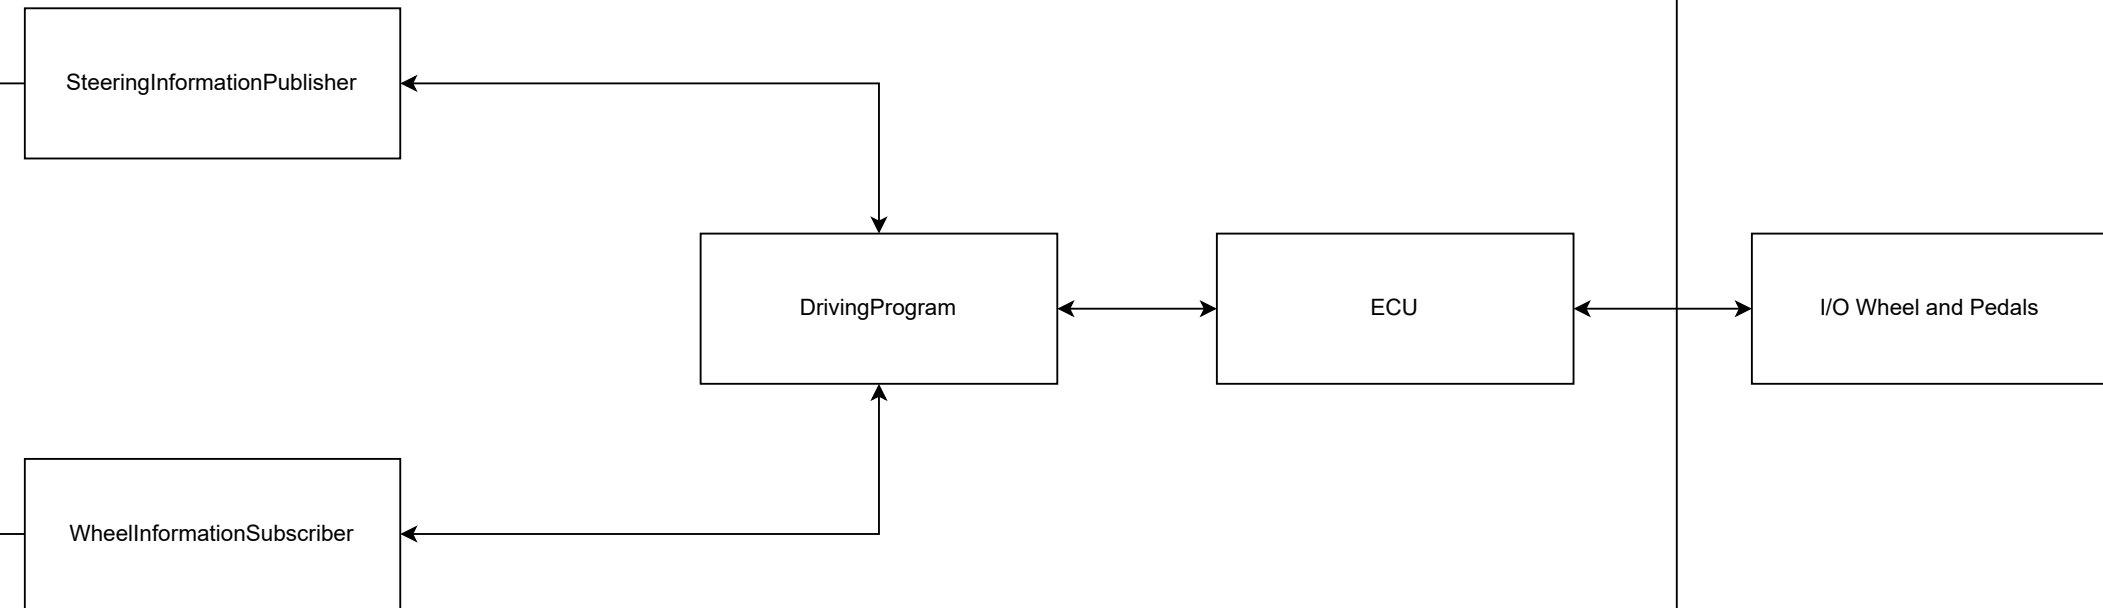 SteeringInformationPublisher
DrivingProgram
ECU
I/O Wheel and Pedals
WheelInformationSubscriber